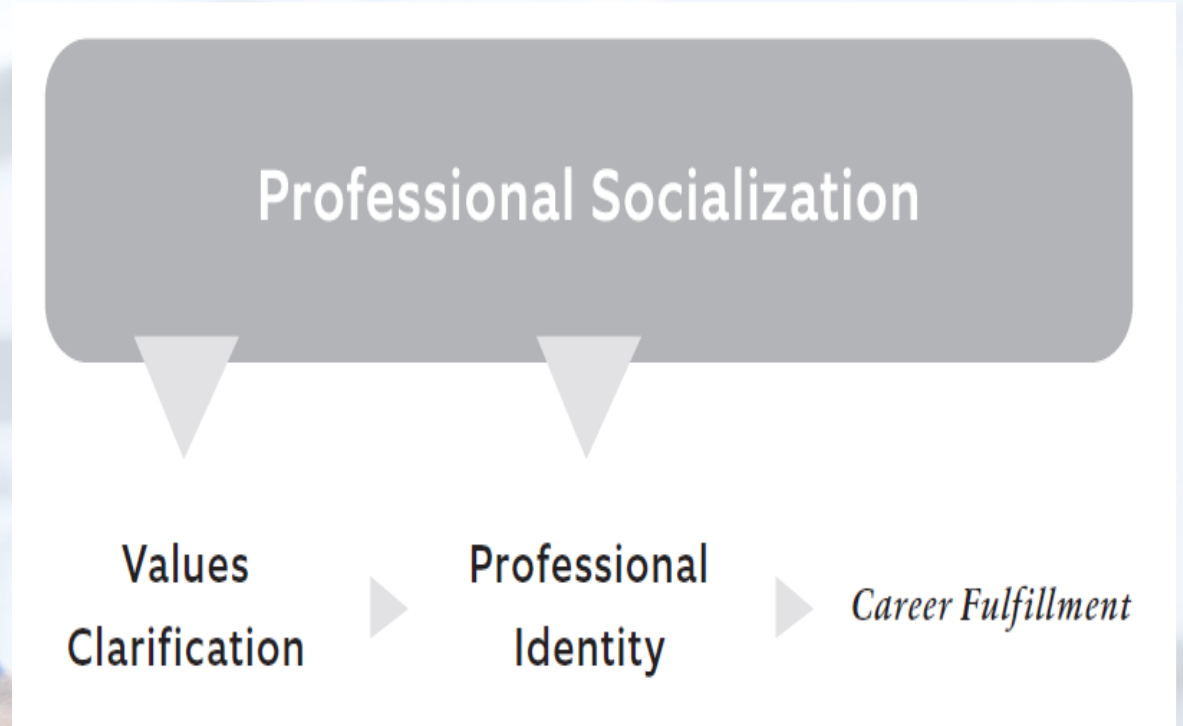 Professional Socialization
Values
Clarification
Professional
Identity
Career Fulfillment